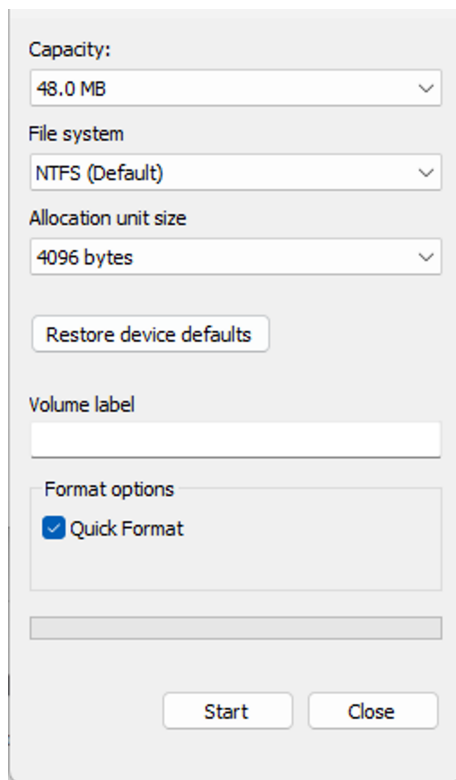 Capacity:
48.0 MB
File system
NTFS (Default)
Allocation unit size
4096 bytes
Restore device defaults
Volume label
Format options
Quick Format
Start
Close